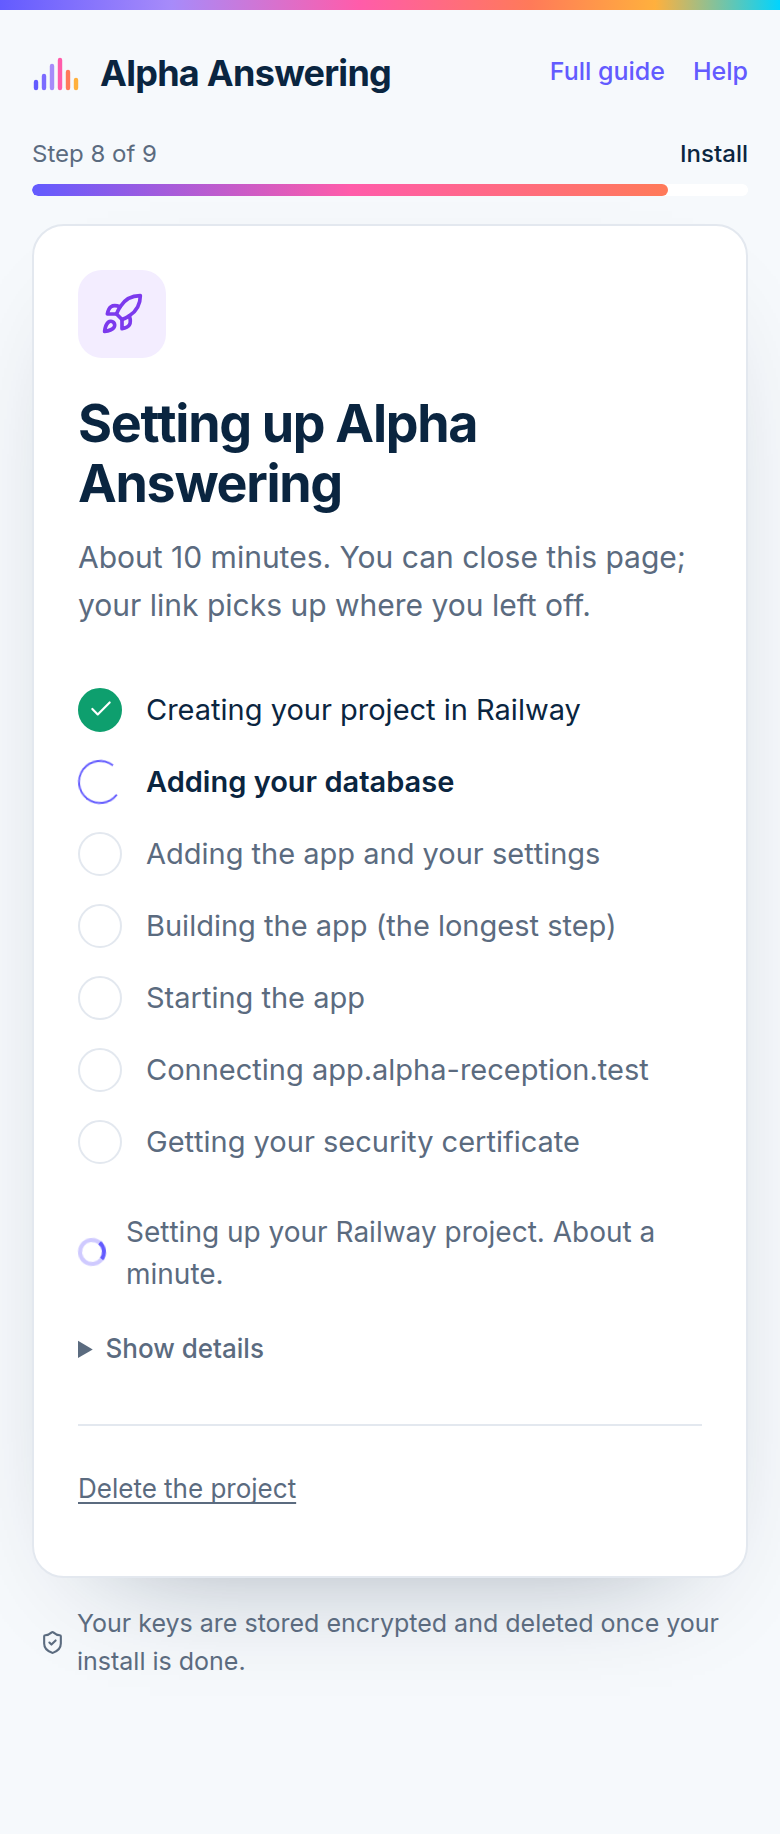 Alpha Answering
Full guide
Help
Step 8 of 9
Install
Setting up Alpha
Answering
About 10 minutes. You can close this page;
your link picks up where you left off.
Creating your project in Railway
Adding your database
Adding the app and your settings
Building the app (the longest step)
Starting the app
Connecting app.alpha-reception.test
Getting your security certificate
Setting up your Railway project. About a
minute.
Show details
Delete the project
Your keys are stored encrypted and deleted once your
install is done.